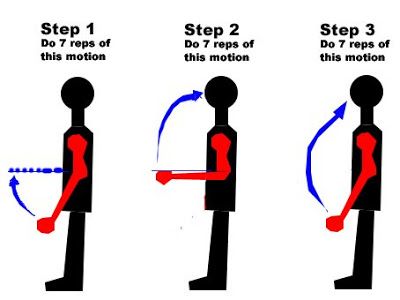 Step 1
Do 7 reps of
this motion
Step 2
Do 7 reps of
this motion
Step 3
Do 7 reps of
this motion